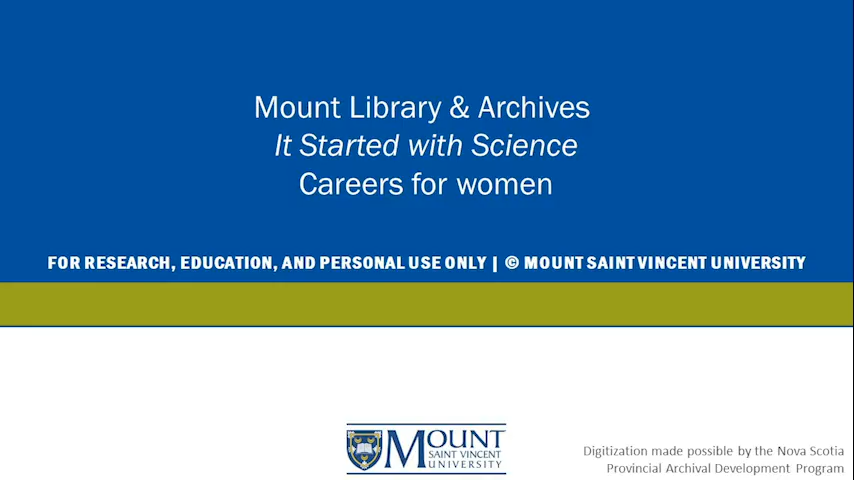 Mount Library & Archives
It Started with Science
Careers for women
FOR RESEARCH, EDUCATION, AND PERSONAL USE ONLY | © MOUNT SAINT VINCENT UNIVERSITY
MOUNT
SAINT VINCENT
UNIVERSITY
Digitization made possible by the Nova Scotia
Provincial Archival Development Program